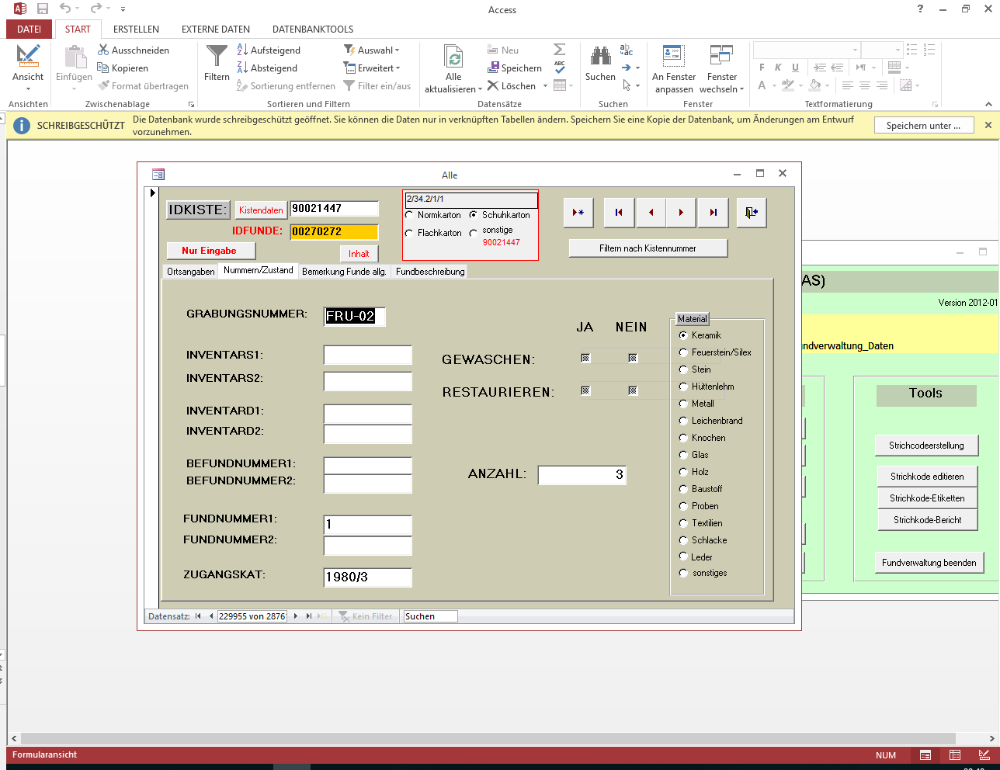 Access
DATEI START ERSTELLEN EXTERNE DATEN DATENBANKTOOLS
Ansicht
Ansichten
Einfügen
Ausschneiden
Kopieren
Format übertragen
Zwischenablage
Filtern
Aufsteigend
Absteigend
Sortierung entfernen
Auswahl
Erweitert
Filter ein/aus
Sortieren und Filtern
Alle
aktualisieren
Neu
Speichern
Löschen
Datensätze
Suchen
Suchen
An Fenster
anpassen
Fenster
wechseln
Fenster
F K U
A
Textformatierung
SCHREIBGESCHÜTZT
Die Datenbank wurde schreibgeschützt geöffnet. Sie können die Daten nur in verknüpften Tabellen ändern. Speichern Sie eine Kopie der Datenbank, um Änderungen am Entwurf
vorzunehmen.
Speichern unter ...
Alle
IDKISTE: Kistendaten 90021447
IDFUNDE: 00270272
Nur Eingabe Inhalt
2/34.2/1/1
Normkarton Schuhkarton
Flachkarton sonstige
90021447
Filtern nach Kistennummer
Ortsangaben Nummern/Zustand Bemerkung Funde allg. Fundbeschreibung
GRABUNGSNUMMER: FRU-02
INVENTARS1:
INVENTARS2:
INVENTARD1:
INVENTARD2:
BEFUNDNUMMER1:
BEFUNDNUMMER2:
FUNDNUMMER1: 1
FUNDNUMMER2:
ZUGANGSKAT: 1980/3
JA NEIN
GEWASCHEN:
RESTAURIEREN:
ANZAHL: 3
Material
Keramik
Feuerstein/Silex
Stein
Hüttenlehm
Metall
Leichenbrand
Knochen
Glas
Holz
Baustoff
Proben
Textilien
Schlacke
Leder
sonstiges
Datensatz: 229955 von 2876 Kein Filter Suchen
AS)
Version 2012-01
ndverwaltung_Daten
Tools
Strichcodeerstellung
Strichkode editieren
Strichkode-Etiketten
Strichkode-Bericht
Fundverwaltung beenden
Formularansicht
NUM